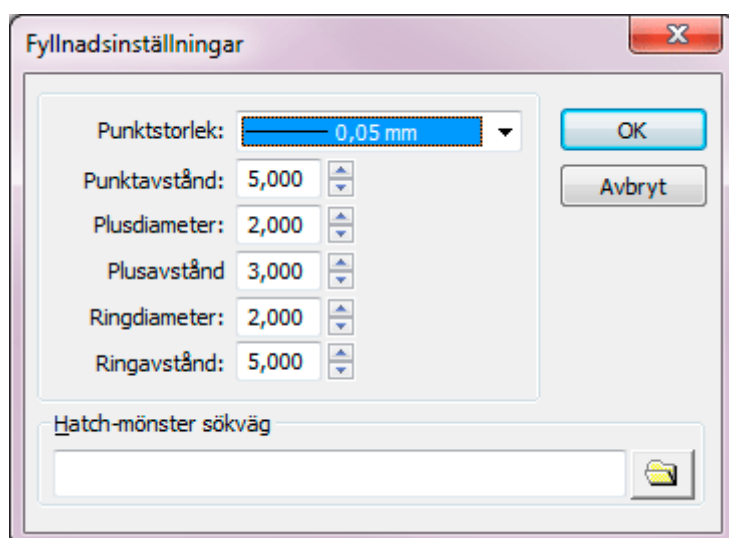 Fyllnadsinställningar
Punktstorlek: 0,05 mm
Punktavstånd: 5,000
Plusdiameter: 2,000
Plusavstånd 3,000
Ringdiameter: 2,000
Ringavstånd: 5,000
OK
Avbryt
Hatch-mönster sökväg